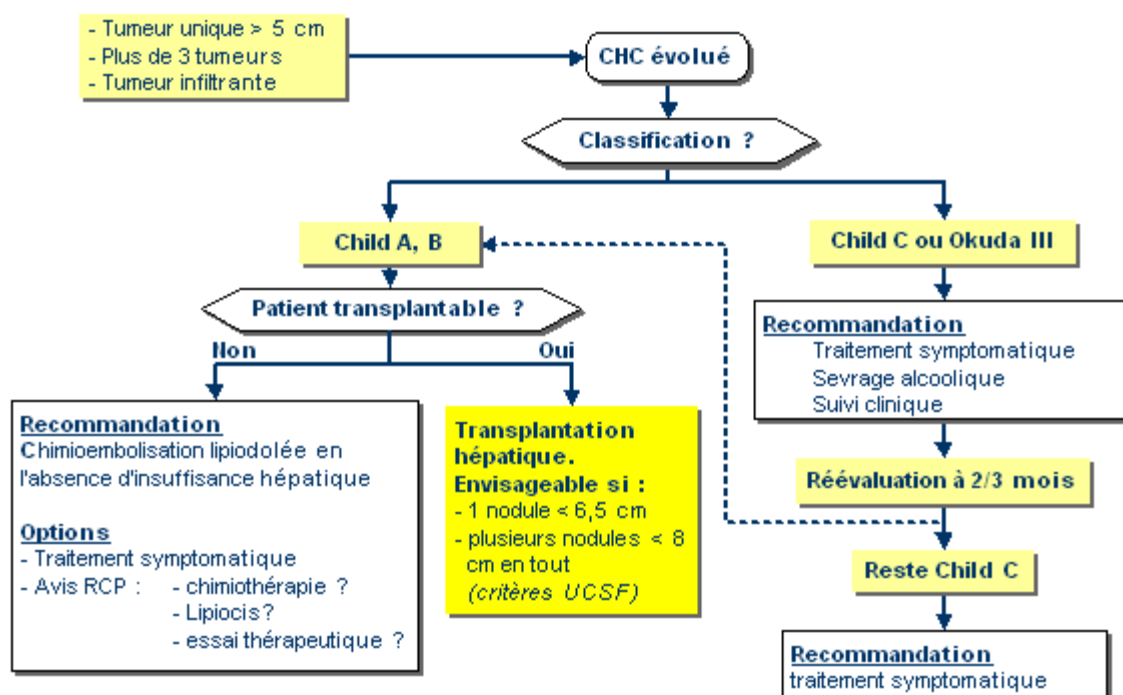 - Tumeur unique > 5 cm
- Plus de 3 tumeurs
- Tumeur infiltrante
CHC évolué
Classification ?
Child A, B
Child C ou Okuda III
Patient transplantable ?
Non
Oui
Recommandation
Chimioembolisation lipiodolée en
l'absence d'insuffisance hépatique
Options
- Traitement symptomatique
- Avis RCP : - chimiothérapie ?
- Lipiocis?
- essai thérapeutique ?
Transplantation
hépatique.
Envisageable si :
- 1 nodule < 6,5 cm
- plusieurs nodules < 8
cm en tout
(critères UCSF)
Recommandation
Traitement symptomatique
Sevrage alcoolique
Suivi clinique
Réévaluation à 2/3 mois
Reste Child C
Recommandation
traitement symptomatique